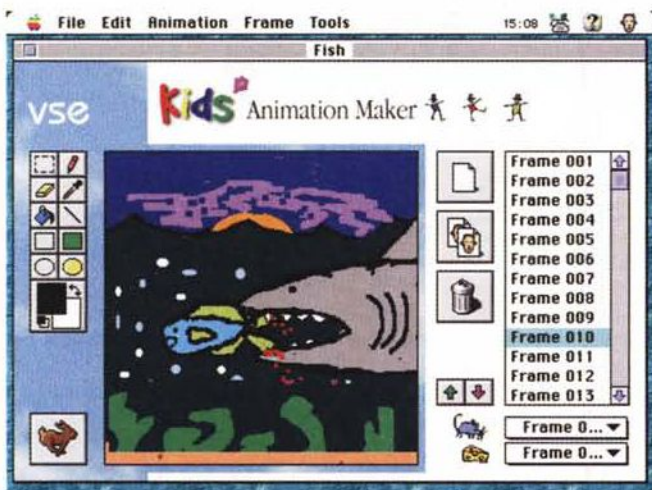 File Edit Animation Frame Tools 15:08
Fish
vse
Kids Animation Maker
Frame 001
Frame 002
Frame 003
Frame 004
Frame 005
Frame 006
Frame 007
Frame 008
Frame 009
Frame 010
Frame 011
Frame 012
Frame 013
Frame 0...
Frame 0...